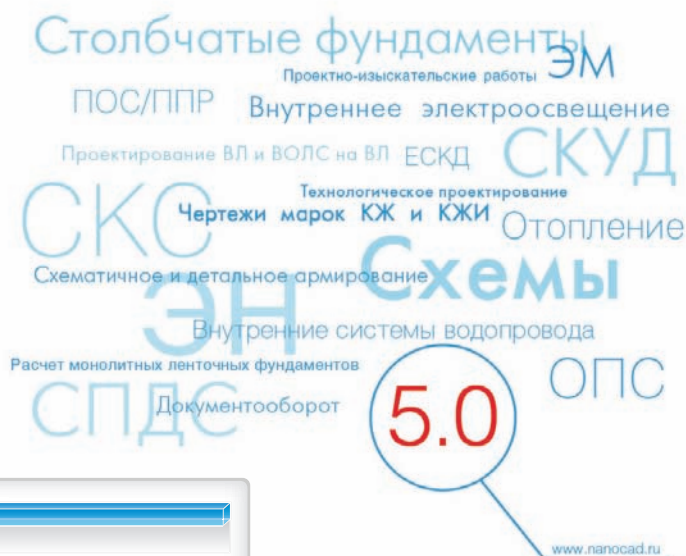 Столбчатые фундаменты
Проектно-изыскательские работы
ЭМ
ПОС/ППР
Внутреннее электроосвещение
Проектирование ВЛ и ВОЛС на ВЛ
ЕСКД
СКУД
СКС
Технологическое проектирование
Чертежи марок КЖ и КЖИ
Отопление
Схематичное и детальное армирование
Схемы
ЭН
Внутренние системы водопровода
Расчет монолитных ленточных фундаментов
ОПС
СПДС
Документооборот
5.0
www.nanocad.ru